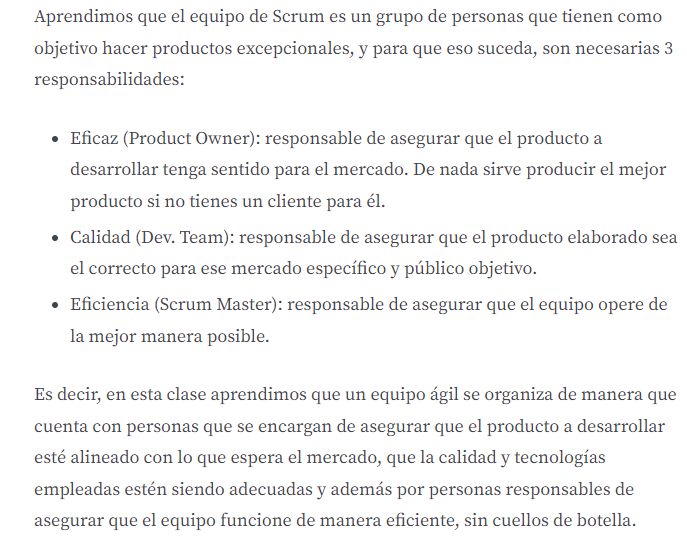 Aprendimos que el equipo de Scrum es un grupo de personas que tienen como
objetivo hacer productos excepcionales, y para que eso suceda, son necesarias 3
responsabilidades:
• Eficaz (Product Owner): responsable de asegurar que el producto a
desarrollar tenga sentido para el mercado. De nada sirve producir el mejor
producto si no tienes un cliente para él.
• Calidad (Dev. Team): responsable de asegurar que el producto elaborado sea
el correcto para ese mercado específico y público objetivo.
• Eficiencia (Scrum Master): responsable de asegurar que el equipo opere de
la mejor manera posible.
Es decir, en esta clase aprendimos que un equipo ágil se organiza de manera que
cuenta con personas que se encargan de asegurar que el producto a desarrollar
esté alineado con lo que espera el mercado, que la calidad y tecnologías
empleadas estén siendo adecuadas y además por personas responsables de
asegurar que el equipo funcione de manera eficiente, sin cuellos de botella.